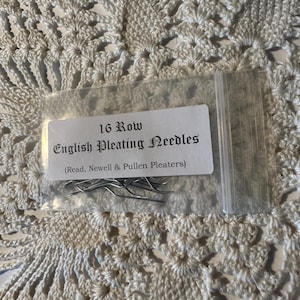 16 Row
English Pleating Needles
(Read, Newell & Pullen Pleaters)